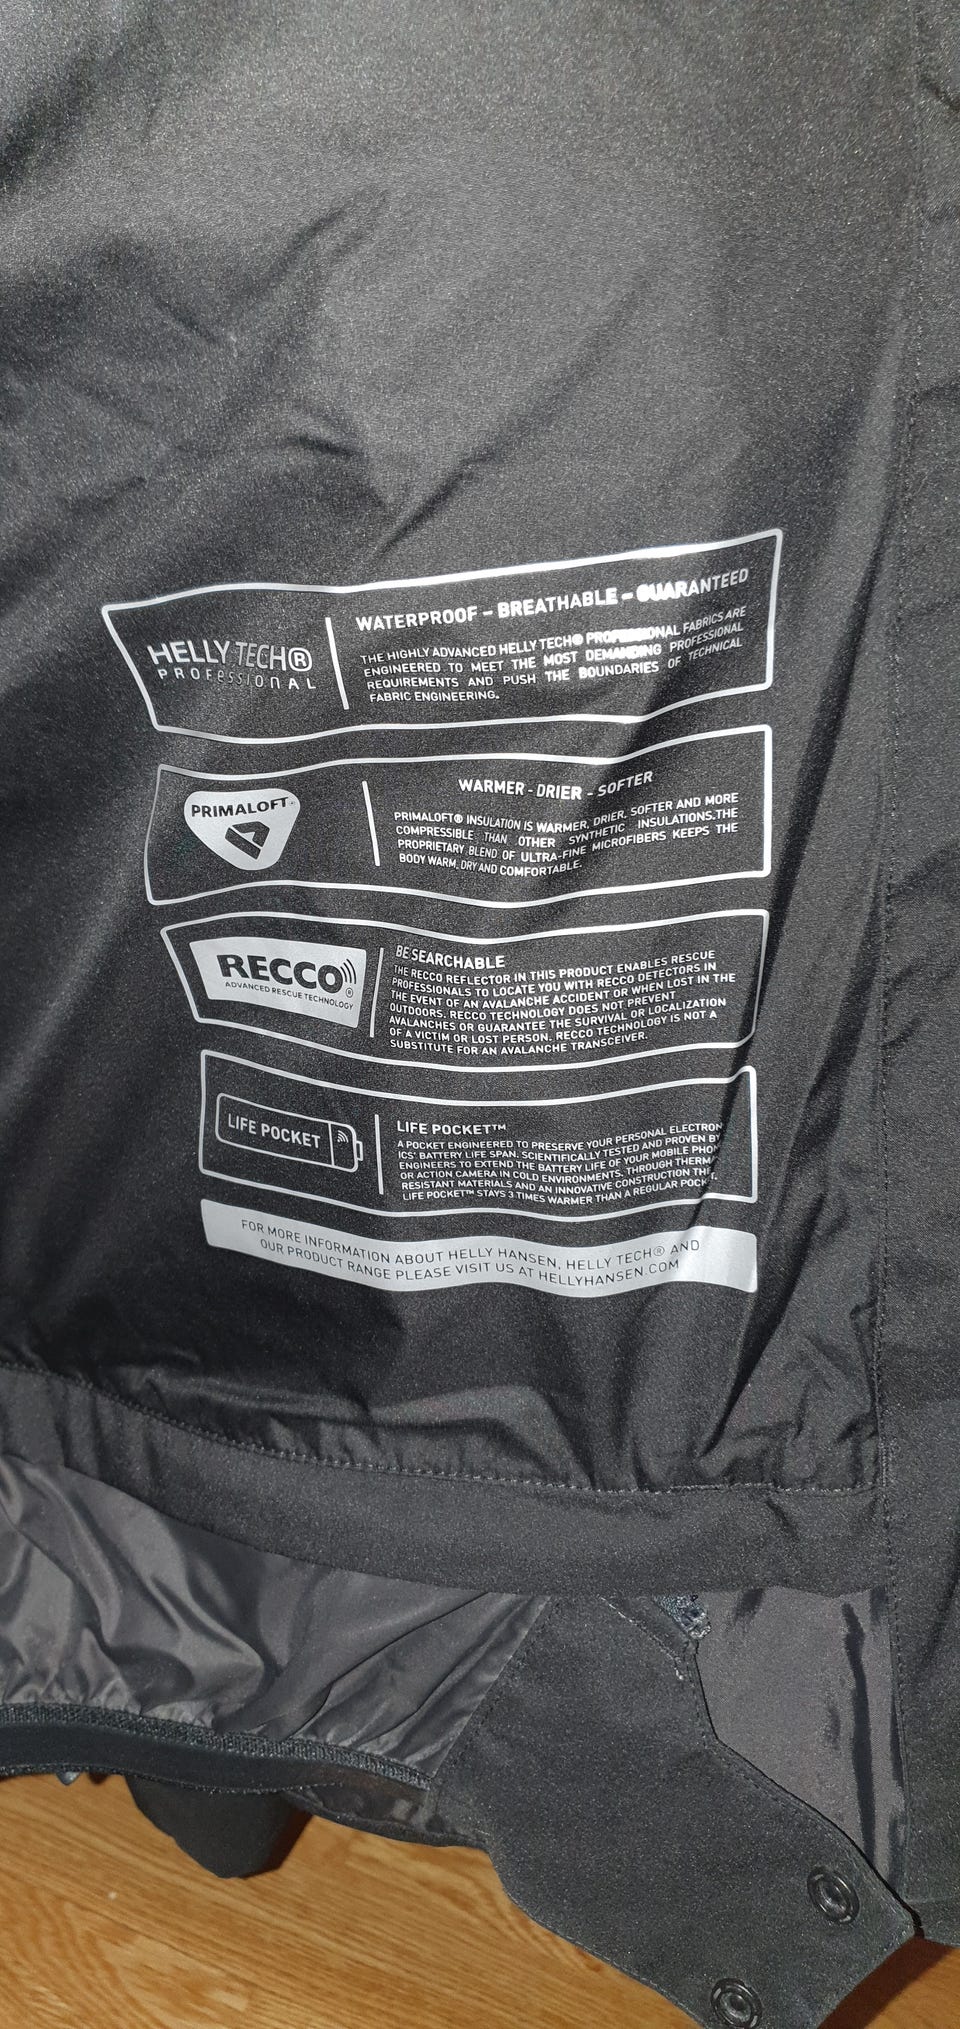 HELLY TECH®
PROFESSIONAL
WATERPROOF - BREATHABLE - GUARANTEED
THE HIGHLY ADVANCED HELLY TECH® PROFESSIONAL FABRICS ARE
ENGINEERED TO MEET THE MOST DEMANDING PROFESSIONAL
REQUIREMENTS AND PUSH THE BOUNDARIES OF TECHNICAL
FABRIC ENGINEERING.
PRIMALOFT®
WARMER - DRIER - SOFTER
PRIMALOFT® INSULATION IS WARMER, DRIER, SOFTER AND MORE
COMPRESSIBLE THAN OTHER SYNTHETIC INSULATIONS.THE
PROPRIETARY BLEND OF ULTRA-FINE MICROFIBERS KEEPS THE
BODY WARM, DRY AND COMFORTABLE.
RECCO®
ADVANCED RESCUE TECHNOLOGY
BE SEARCHABLE
THE RECCO REFLECTOR IN THIS PRODUCT ENABLES RESCUE
PROFESSIONALS TO LOCATE YOU WITH RECCO DETECTORS IN
THE EVENT OF AN AVALANCHE ACCIDENT OR WHEN LOST IN THE
OUTDOORS. RECCO TECHNOLOGY DOES NOT PREVENT
AVALANCHES OR GUARANTEE THE SURVIVAL OR LOCALIZATION
OF A VICTIM OR LOST PERSON. RECCO TECHNOLOGY IS NOT A
SUBSTITUTE FOR AN AVALANCHE TRANSCEIVER.
LIFE POCKET
LIFE POCKET™
A POCKET ENGINEERED TO PRESERVE YOUR PERSONAL ELECTRON
ICS' BATTERY LIFE SPAN. SCIENTIFICALLY TESTED AND PROVEN BY
ENGINEERS TO EXTEND THE BATTERY LIFE OF YOUR MOBILE PHON
OR ACTION CAMERA IN COLD ENVIRONMENTS. THROUGH THERMA
RESISTANT MATERIALS AND AN INNOVATIVE CONSTRUCTION THE
LIFE POCKET™ STAYS 3 TIMES WARMER THAN A REGULAR POCK
FOR MORE INFORMATION ABOUT HELLY HANSEN, HELLY TECH® AND
OUR PRODUCT RANGE PLEASE VISIT US AT HELLYHANSEN.COM